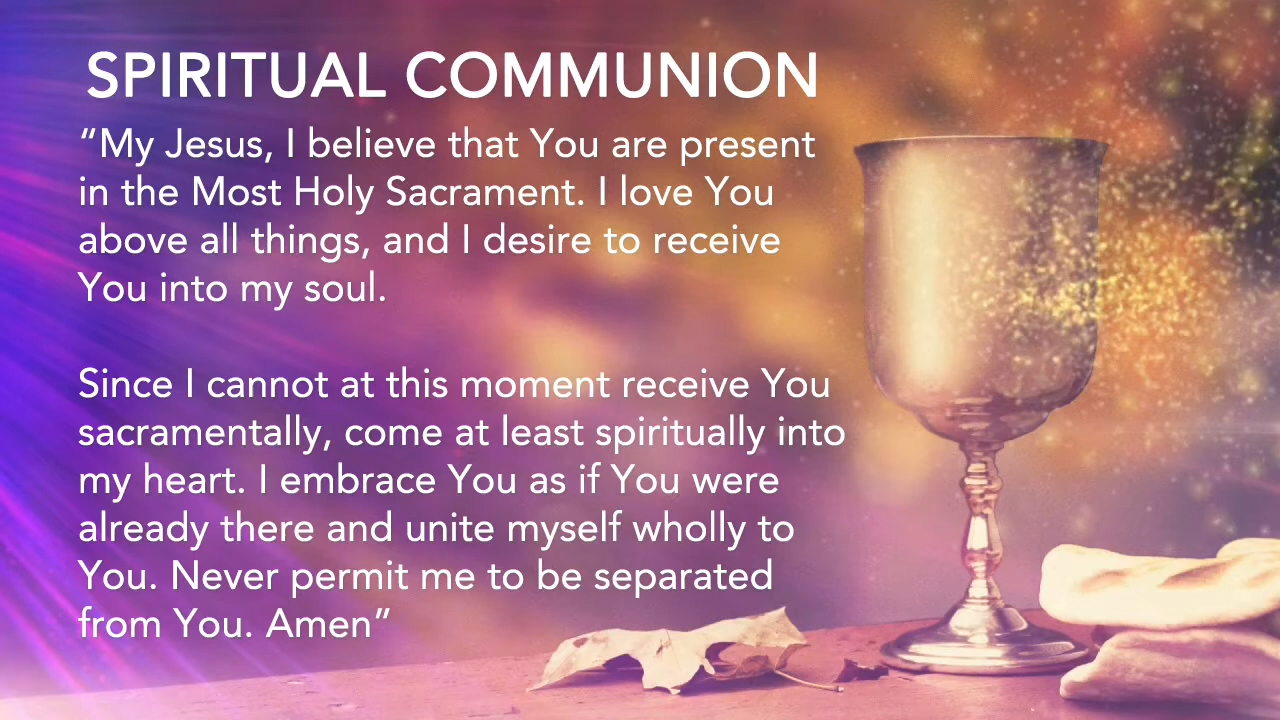 SPIRITUAL COMMUNION
“My Jesus, I believe that You are present
in the Most Holy Sacrament. I love You
above all things, and I desire to receive
You into my soul.
Since I cannot at this moment receive You
sacramentally, come at least spiritually into
my heart. I embrace You as if You were
already there and unite myself wholly to
You. Never permit me to be separated
from You. Amen”